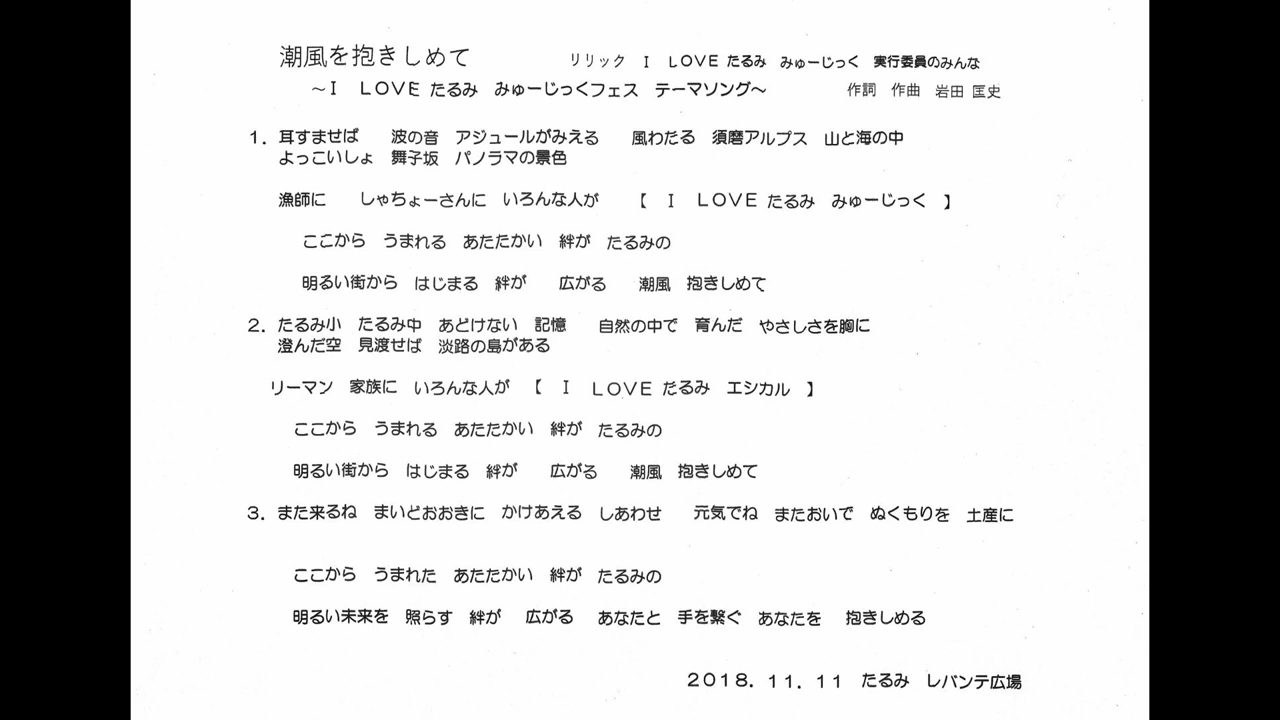 潮風を抱きしめて　　　リリック　Ｉ　ＬＯＶＥ たるみ　みゅーじっく　実行委員のみんな
～Ｉ　ＬＯＶＥ たるみ　みゅーじっくフェス　テーマソング～　　　作詞　作曲　岩田 匡史
１．耳すませば　　波の音　アジュールがみえる　　風わたる　須磨アルプス　山と海の中
よっこいしょ　舞子坂　パノラマの景色
漁師に　　しゃちょーさんに　いろんな人が　　【　Ｉ　ＬＯＶＥ たるみ　みゅーじっく　】
ここから　うまれる　あたたかい　絆が　たるみの
明るい街から　はじまる　絆が　　広がる　　潮風　抱きしめて
２．たるみ小　たるみ中　あどけない　記憶　　自然の中で　育んだ　やさしさを胸に
澄んだ空　見渡せば　淡路の島がある
リーマン　家族に　いろんな人が　【　Ｉ　ＬＯＶＥ たるみ　エシカル　】
ここから　うまれる　あたたかい　絆が　たるみの
明るい街から　はじまる　絆が　　広がる　　潮風　抱きしめて
３．また来るね　まいどおおきに　かけあえる　しあわせ　　元気でね　またおいで　ぬくもりを　土産に
ここから　うまれた　あたたかい　絆が　たるみの
明るい未来を　照らす　絆が　　広がる　あなたと　手を繋ぐ　あなたを　抱きしめる
２０１８．１１．１１　たるみ　レバンテ広場